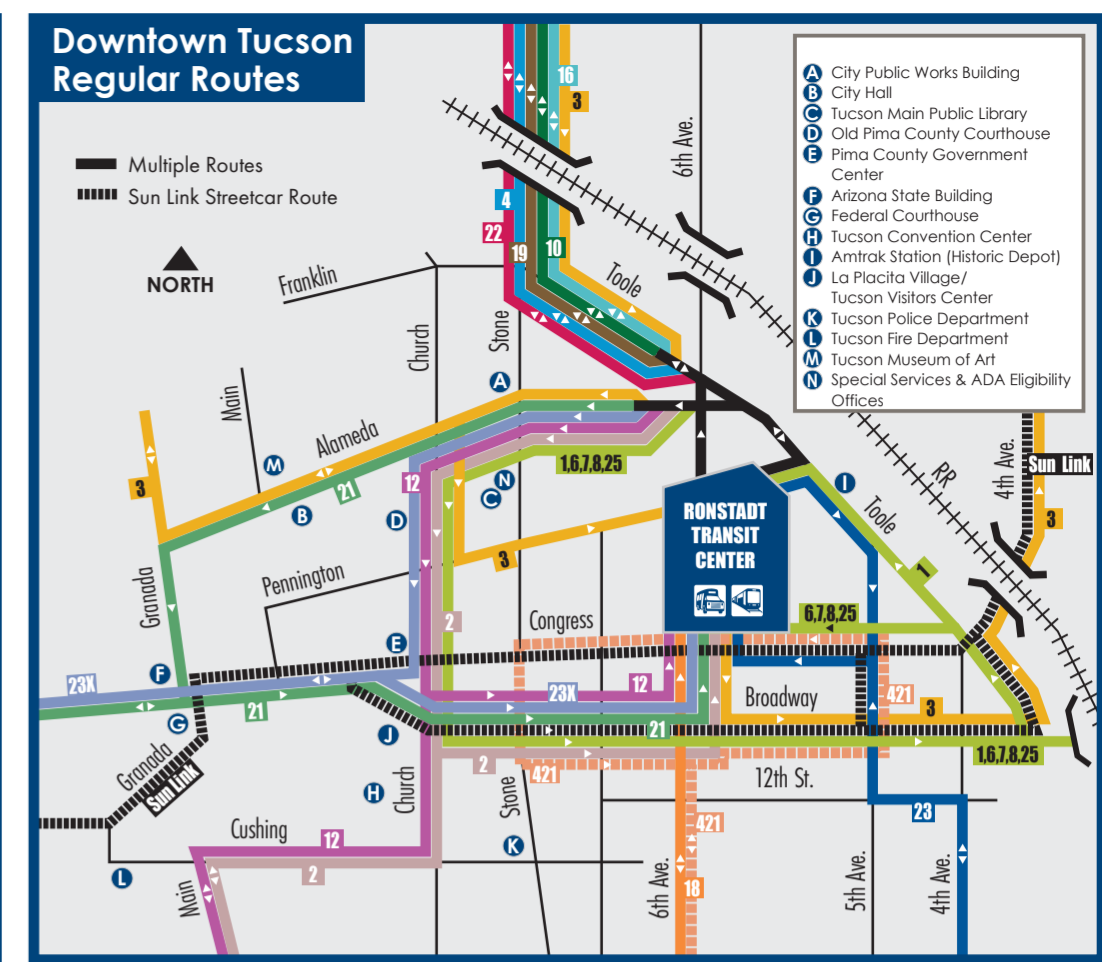 Downtown Tucson
Regular Routes
Multiple Routes
Sun Link Streetcar Route
NORTH
A City Public Works Building
B City Hall
C Tucson Main Public Library
D Old Pima County Courthouse
E Pima County Government
Center
F Arizona State Building
G Federal Courthouse
H Tucson Convention Center
I Amtrak Station (Historic Depot)
J La Placita Village/
Tucson Visitors Center
K Tucson Police Department
L Tucson Fire Department
M Tucson Museum of Art
N Special Services & ADA Eligibility
Offices
16
3
6th Ave.
4
22
19
10
Toole
Franklin
Church
Stone
A
Main
Alameda
M
3
21
B
12
N
C
1,6,7,8,25
D
I
RR
4th Ave.
Sun Link
3
RONSTADT
TRANSIT
CENTER
Toole
1
Granada
Pennington
3
2
Congress
6,7,8,25
E
F
23X
21
G
23X
12
Broadway
421
3
J
21
2
421
1,6,7,8,25
Granada
Sun Link
H
Church
Stone
12th St.
23
Cushing
12
2
K
421
L
Main
6th Ave.
18
5th Ave.
4th Ave.